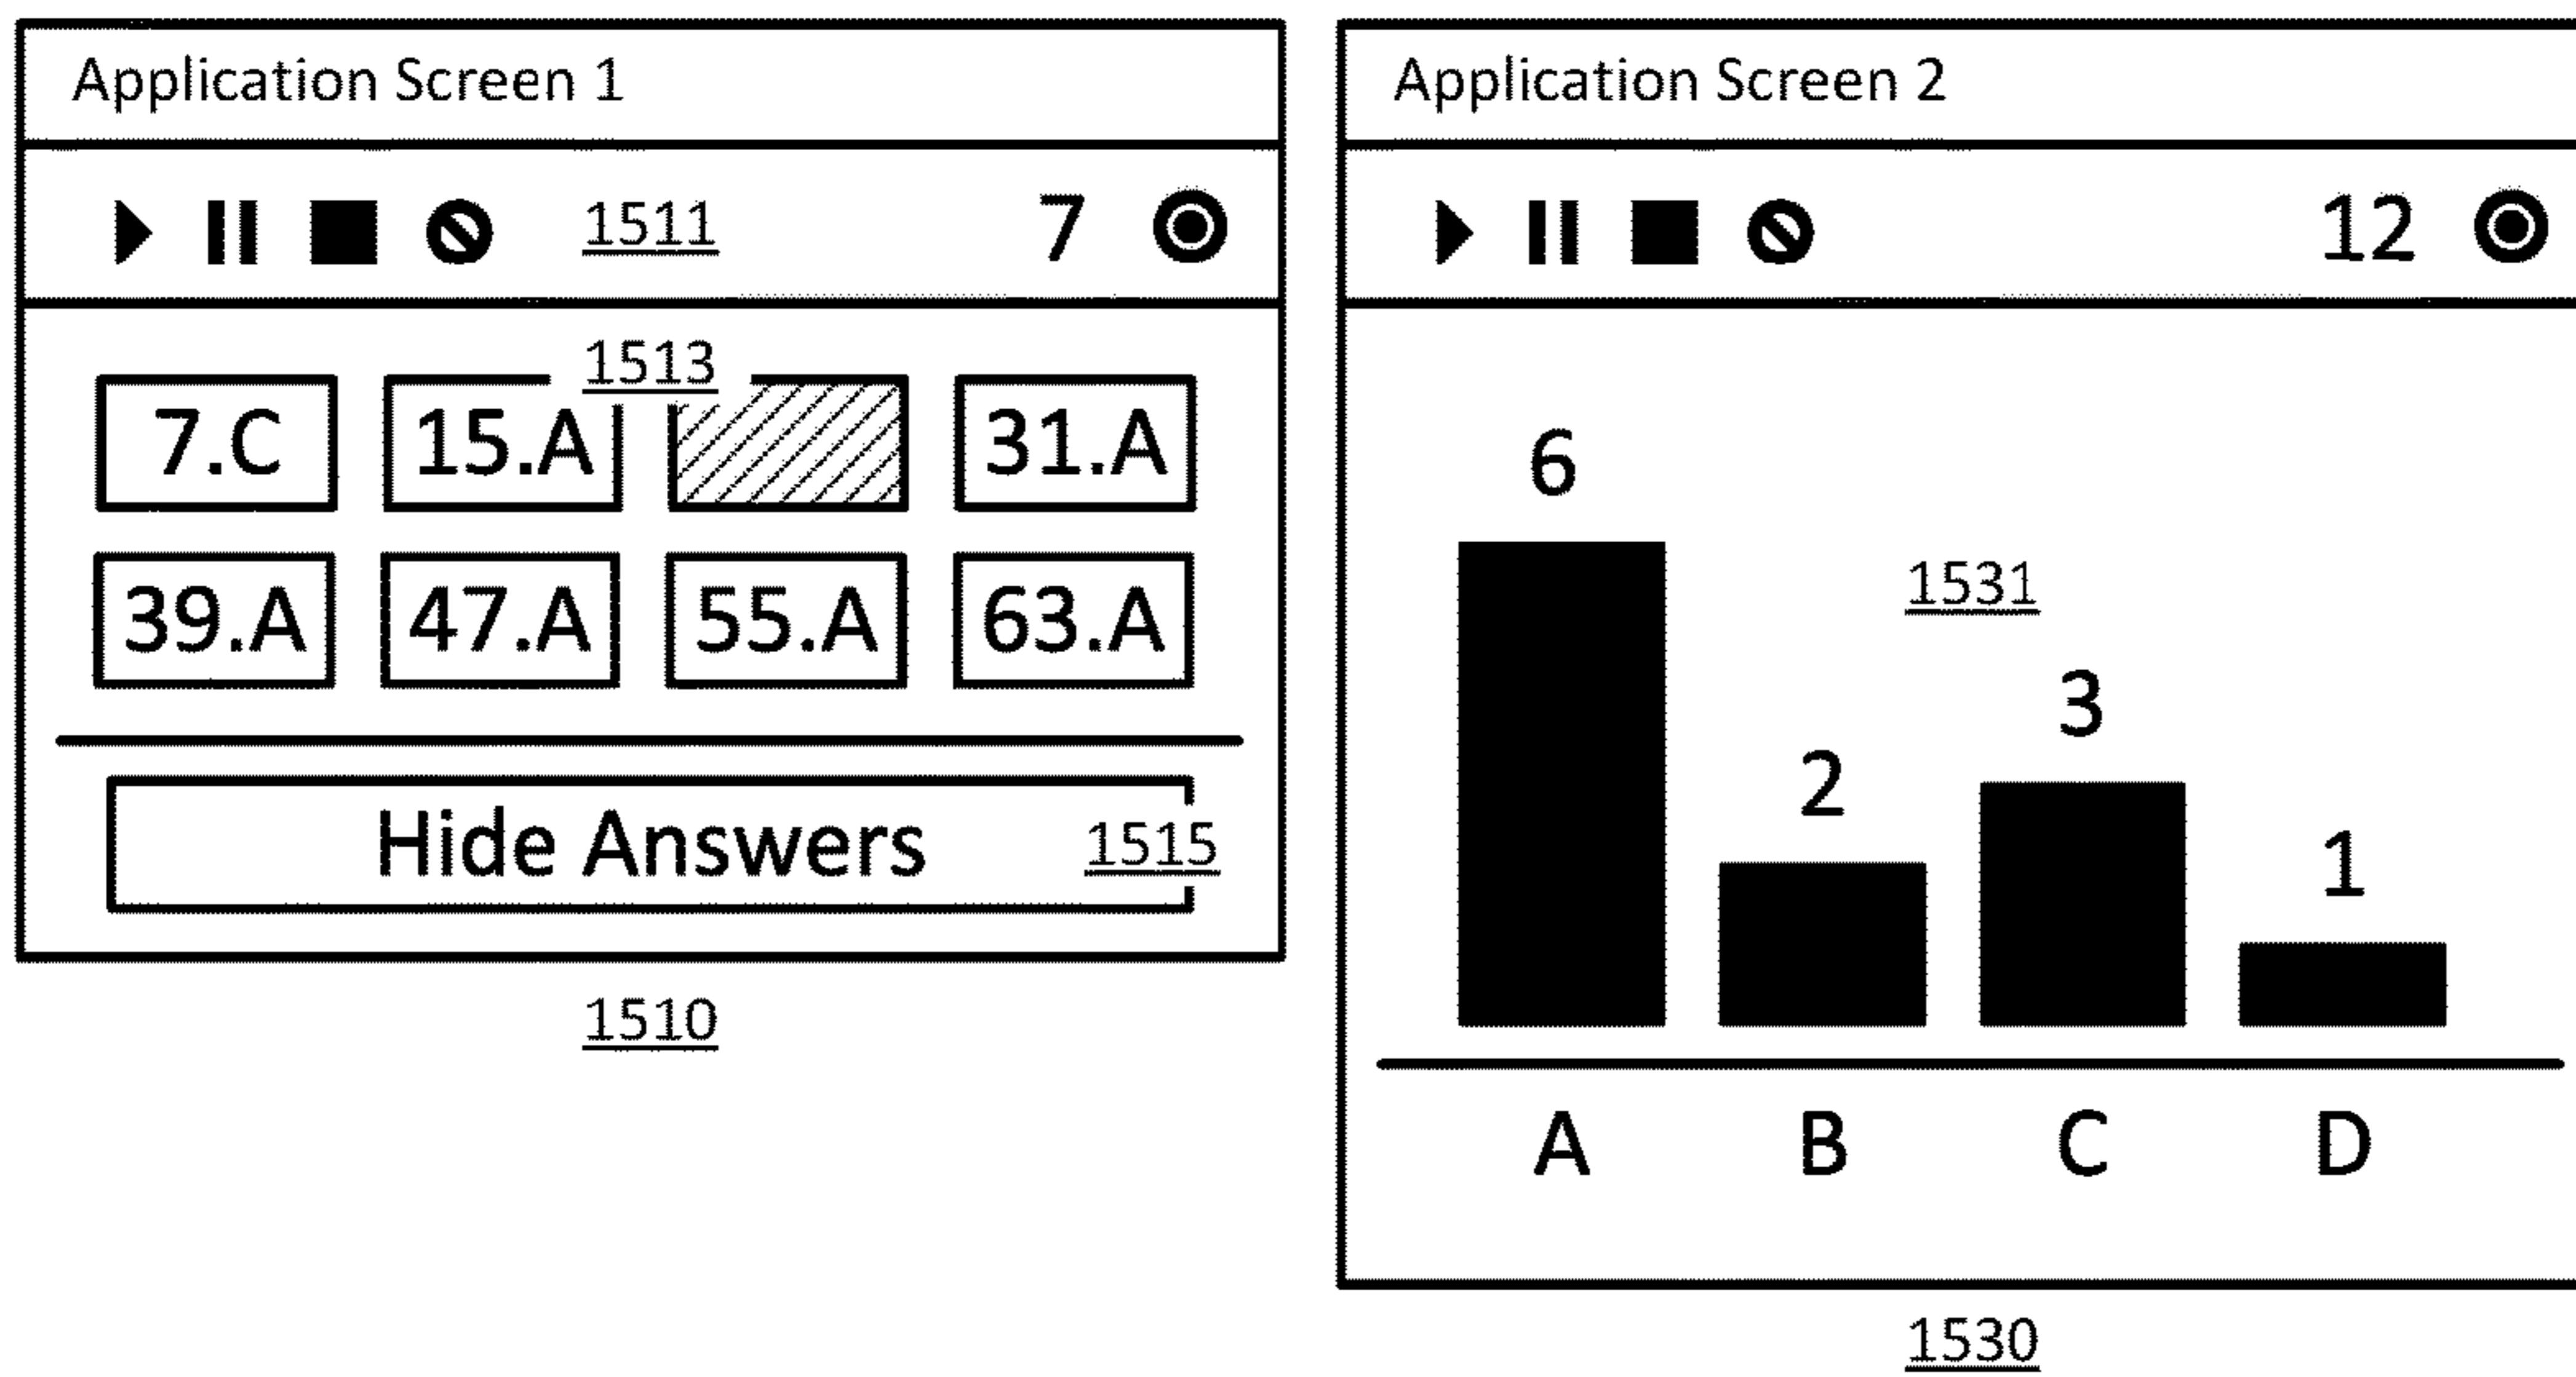 Application Screen 1
1511 7
1513
7.C 15.A 31.A
39.A 47.A 55.A 63.A
Hide Answers 1515
1510
Application Screen 2
12
6
1531
3
2
1
A B C D
1530